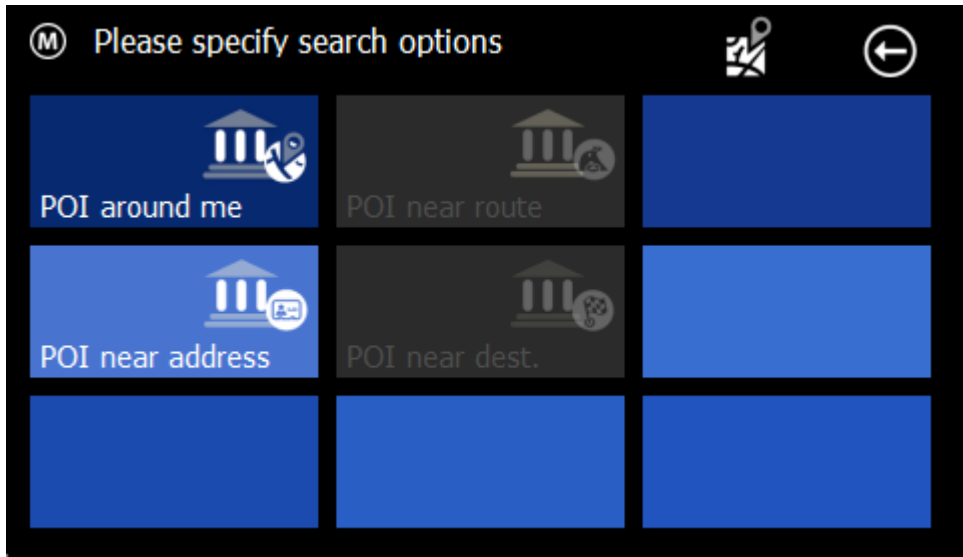 M Please specify search options
POI around me
POI near route
POI near address
POI near dest.